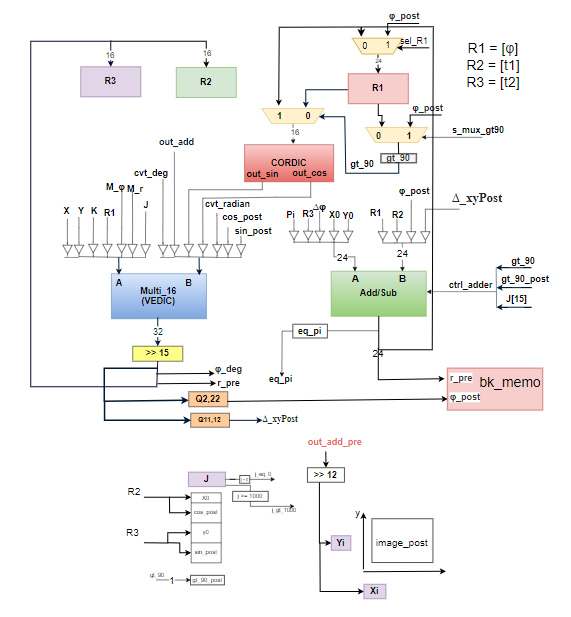 φ_post
sel_R1
0 1
24
R1 = [φ]
R2 = [t1]
R3 = [t2]
16
16
R3
R2
R1
φ_post
1 0
16
0 1
s_mux_gt90
gt_90
gt_90
out_add
CORDIC
out_sin out_cos
cvt_deg
M_φ M_r
cvt_radian
cos_post
sin_post
X Y K R1 J
Pi R3 Δφ X0 Y0
R1 R2 φ_post
Δ_xyPost
24
24
A B
Multi_16
(VEDIC)
A B
Add/Sub
ctrl_adder
gt_90
gt_90_post
J[15]
32
eq_pi
>> 15
24
φ_deg
r_pre
eq_pi
r_pre
bk_memo
φ_post
Q2,22
Q11,12
Δ_xyPost
out_add_pre
J
j_eq_0
>> 12
R2
X0
j >= 1000
cos_post
j_gt_1000
R3
y0
sin_post
y
Yi
image_post
gt_90
1
gt_90_post
Xi